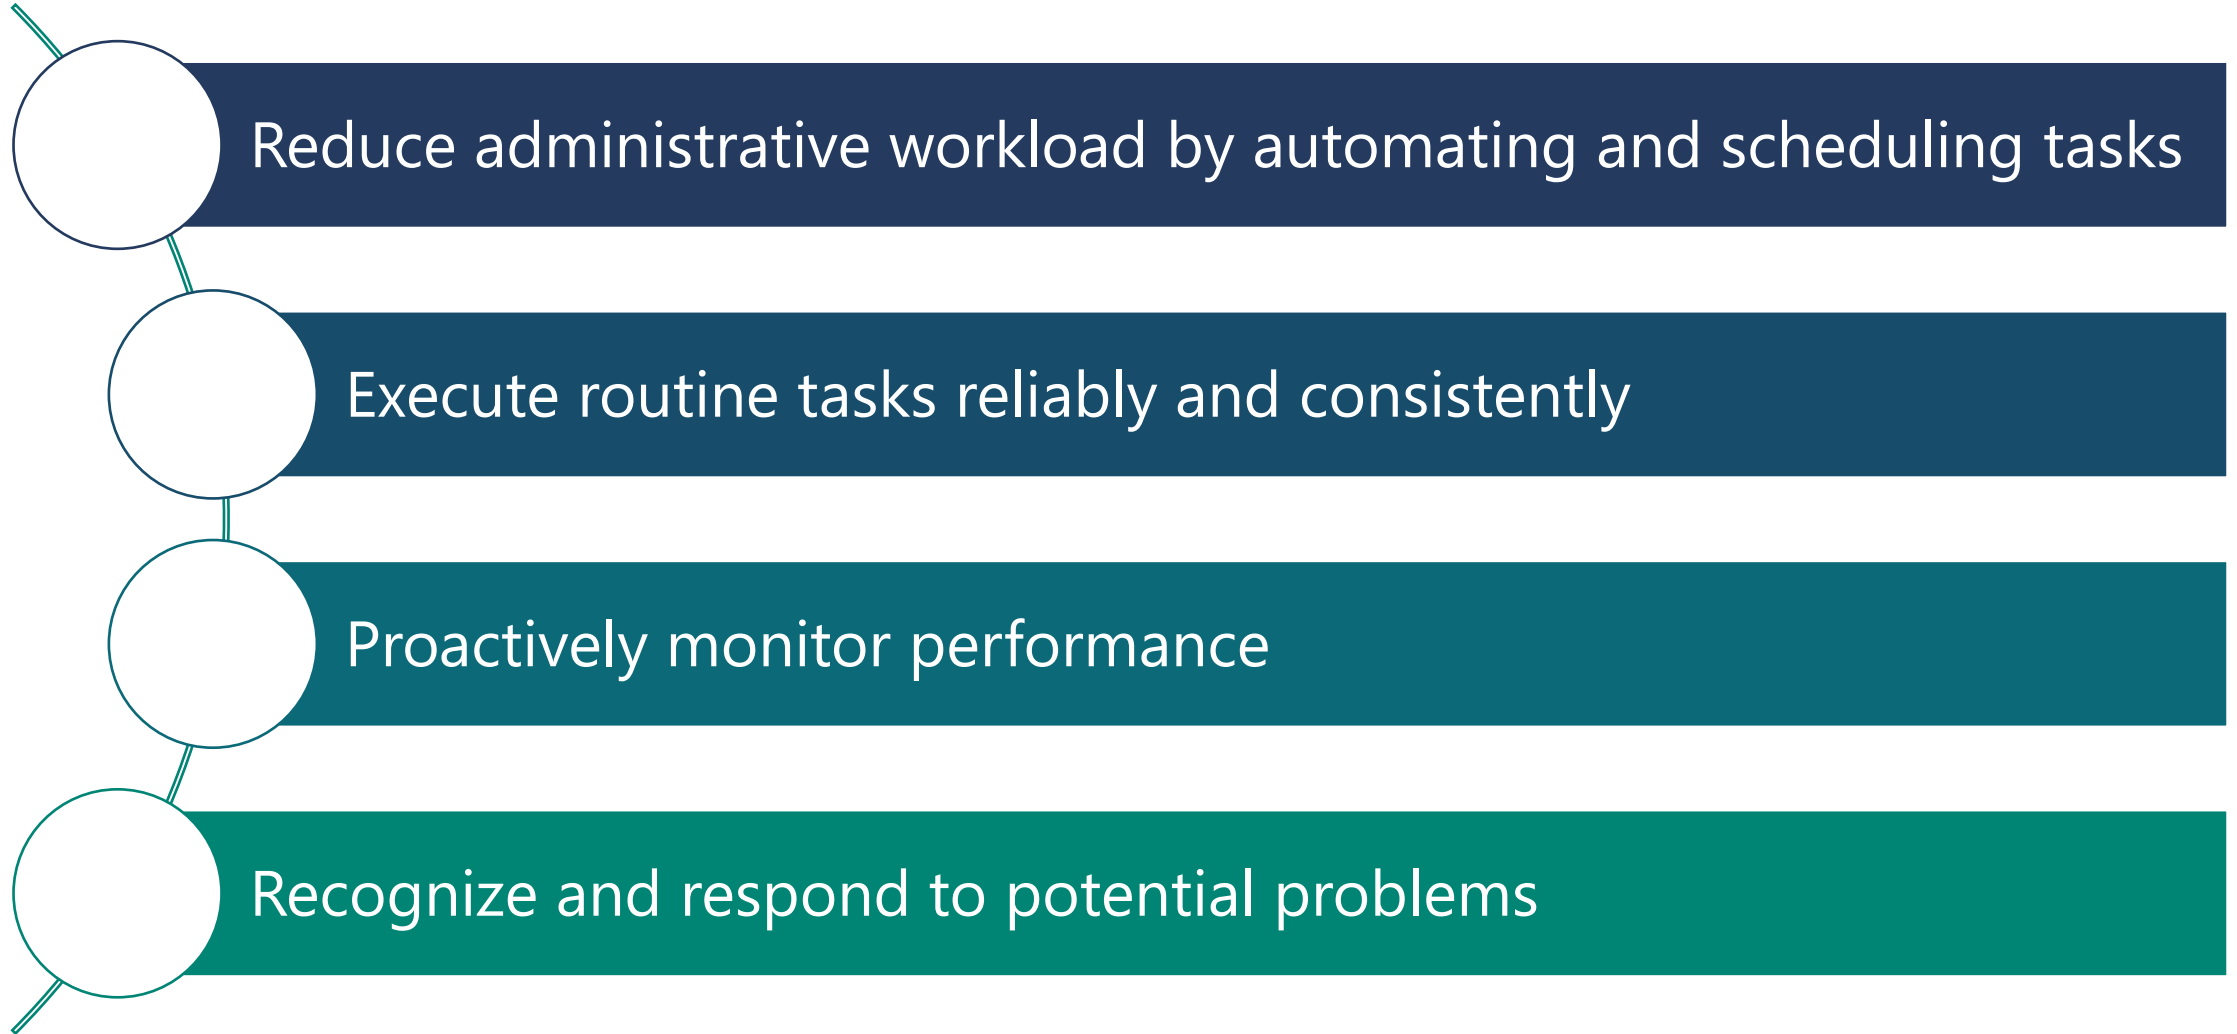 Reduce administrative workload by automating and scheduling tasks
Execute routine tasks reliably and consistently
Proactively monitor performance
Recognize and respond to potential problems